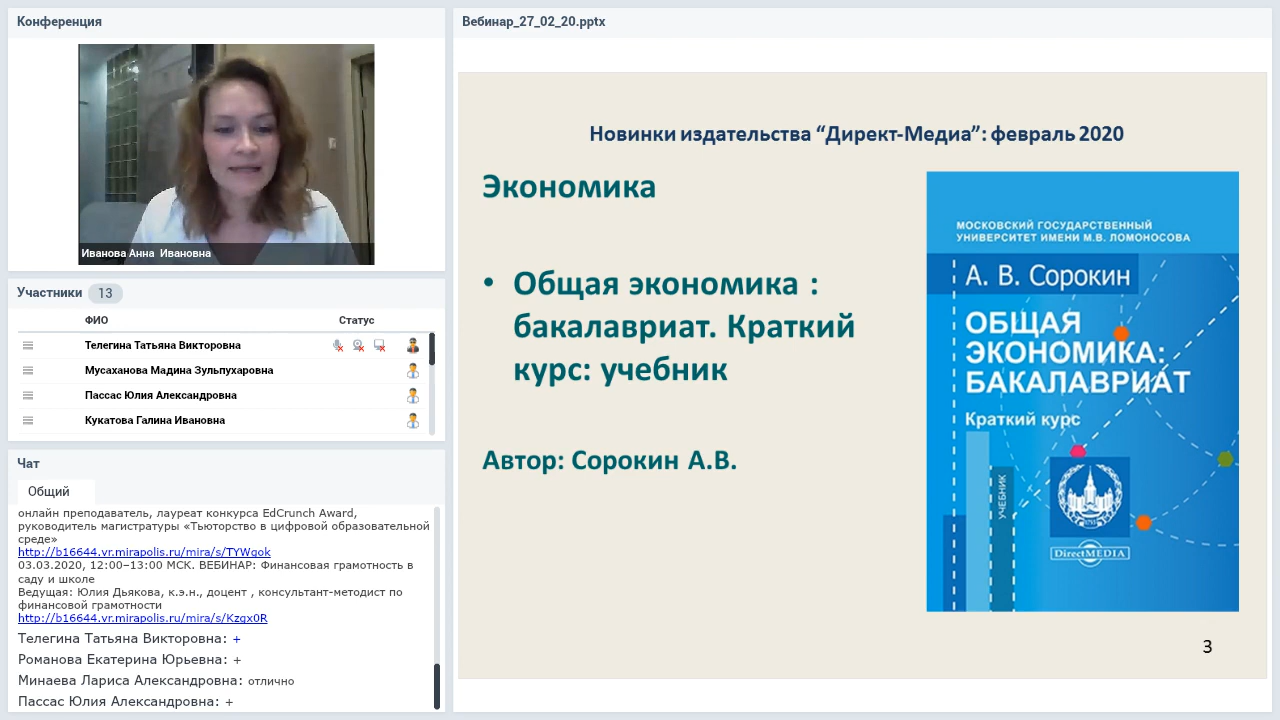 Конференция
Иванова Анна Ивановна
Участники 13
ФИО Статус
Телегина Татьяна Викторовна
Мусаханова Мадина Зульпухаровна
Пассас Юлия Александровна
Кукатова Галина Ивановна
Чат
Общий
онлайн преподаватель, лауреат конкурса EdCrunch Award,
руководитель магистратуры «Тьюторство в цифровой образовательной
среде»
http://b16644.vr.mirapolis.ru/mira/s/TYWgok
03.03.2020, 12:00–13:00 МСК. ВЕБИНАР: Финансовая грамотность в
саду и школе
Ведущая: Юлия Дьякова, к.э.н., доцент , консультант-методист по
финансовой грамотности
http://b16644.vr.mirapolis.ru/mira/s/Kzgx0R
Телегина Татьяна Викторовна: +
Романова Екатерина Юрьевна: +
Минаева Лариса Александровна: отлично
Пассас Юлия Александровна: +
Вебинар_27_02_20.pptx
Новинки издательства “Директ-Медиа”: февраль 2020
Экономика
• Общая экономика :
бакалавриат. Краткий
курс: учебник
Автор: Сорокин А.В.
МОСКОВСКИЙ ГОСУДАРСТВЕННЫЙ
УНИВЕРСИТЕТ ИМЕНИ М.В. ЛОМОНОСОВА
А. В. Сорокин
ОБЩАЯ
ЭКОНОМИКА:
БАКАЛАВРИАТ
Краткий курс
УЧЕБНИК
DirectMEDIA
3